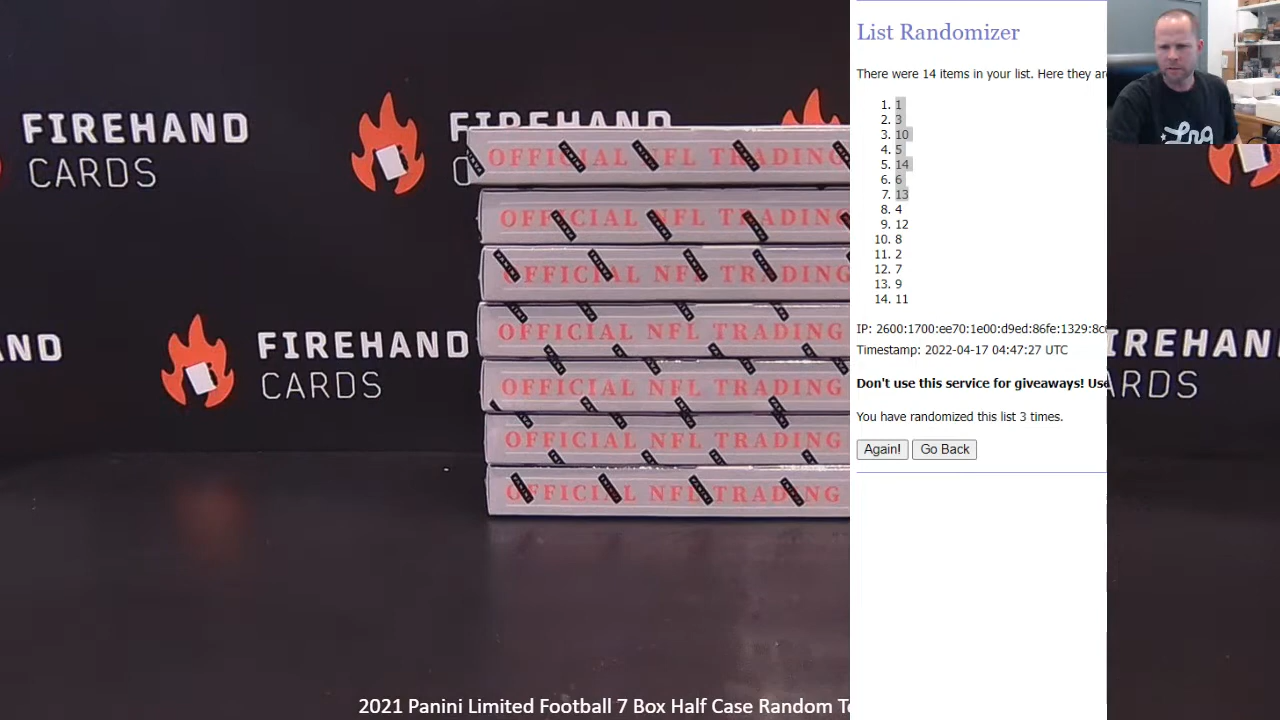 FIREHAND
CARDS
FIREHAND
HAND
FIREHAND
CARDS
OFFICIAL NFL TRADING
OFFICIAL NFL TRADING
OFFICIAL NFL TRADING
OFFICIAL NFL TRADING
OFFICIAL NFL TRADING
OFFICIAL NFL TRADING
OFFICIAL NFL TRADING
List Randomizer
There were 14 items in your list. Here they are
1. 1
2. 3
3. 10
4. 5
5. 14
6. 6
7. 13
8. 4
9. 12
10. 8
11. 2
12. 7
13. 9
14. 11
IP: 2600:1700:ee70:1e00:d9ed:86fe:1329:8c
Timestamp: 2022-04-17 04:47:27 UTC
Don't use this service for giveaways! Use
You have randomized this list 3 times.
Again! Go Back
IREHAN
ARDS
2021 Panini Limited Football 7 Box Half Case Random Te